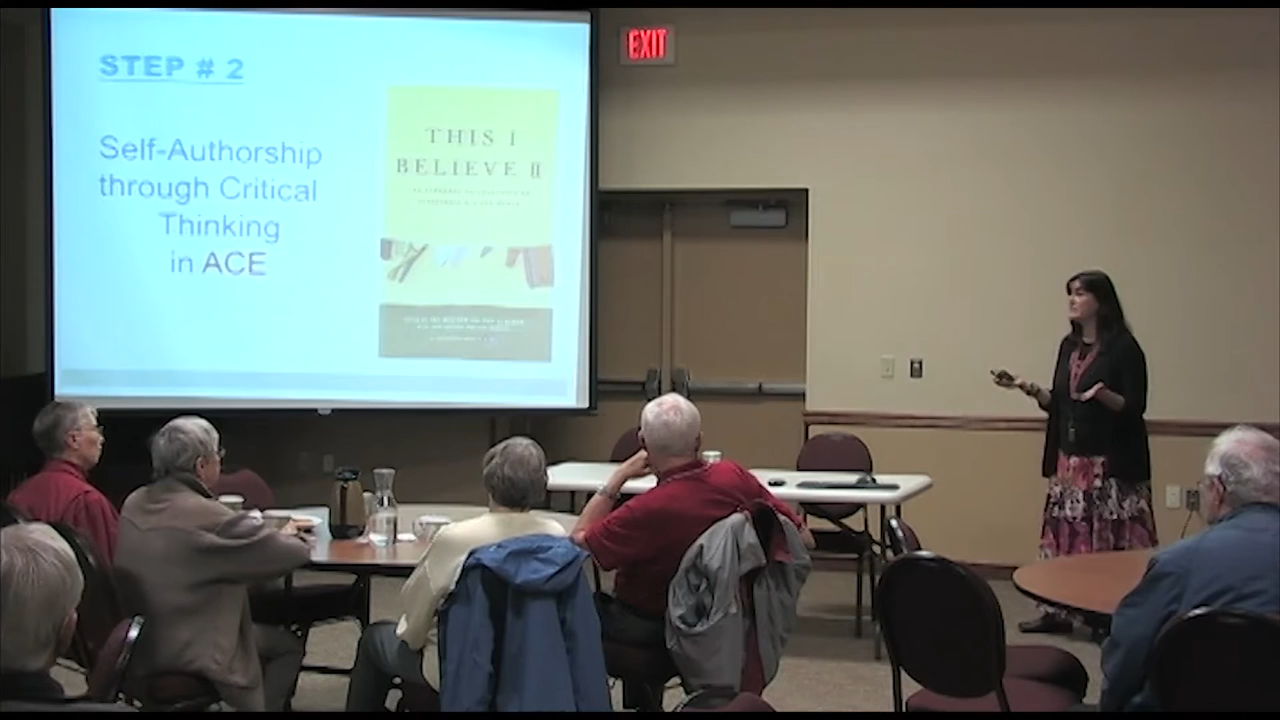 STEP # 2
Self-Authorship
through Critical
Thinking
in ACE
THIS I
BELIEVE II
EXIT